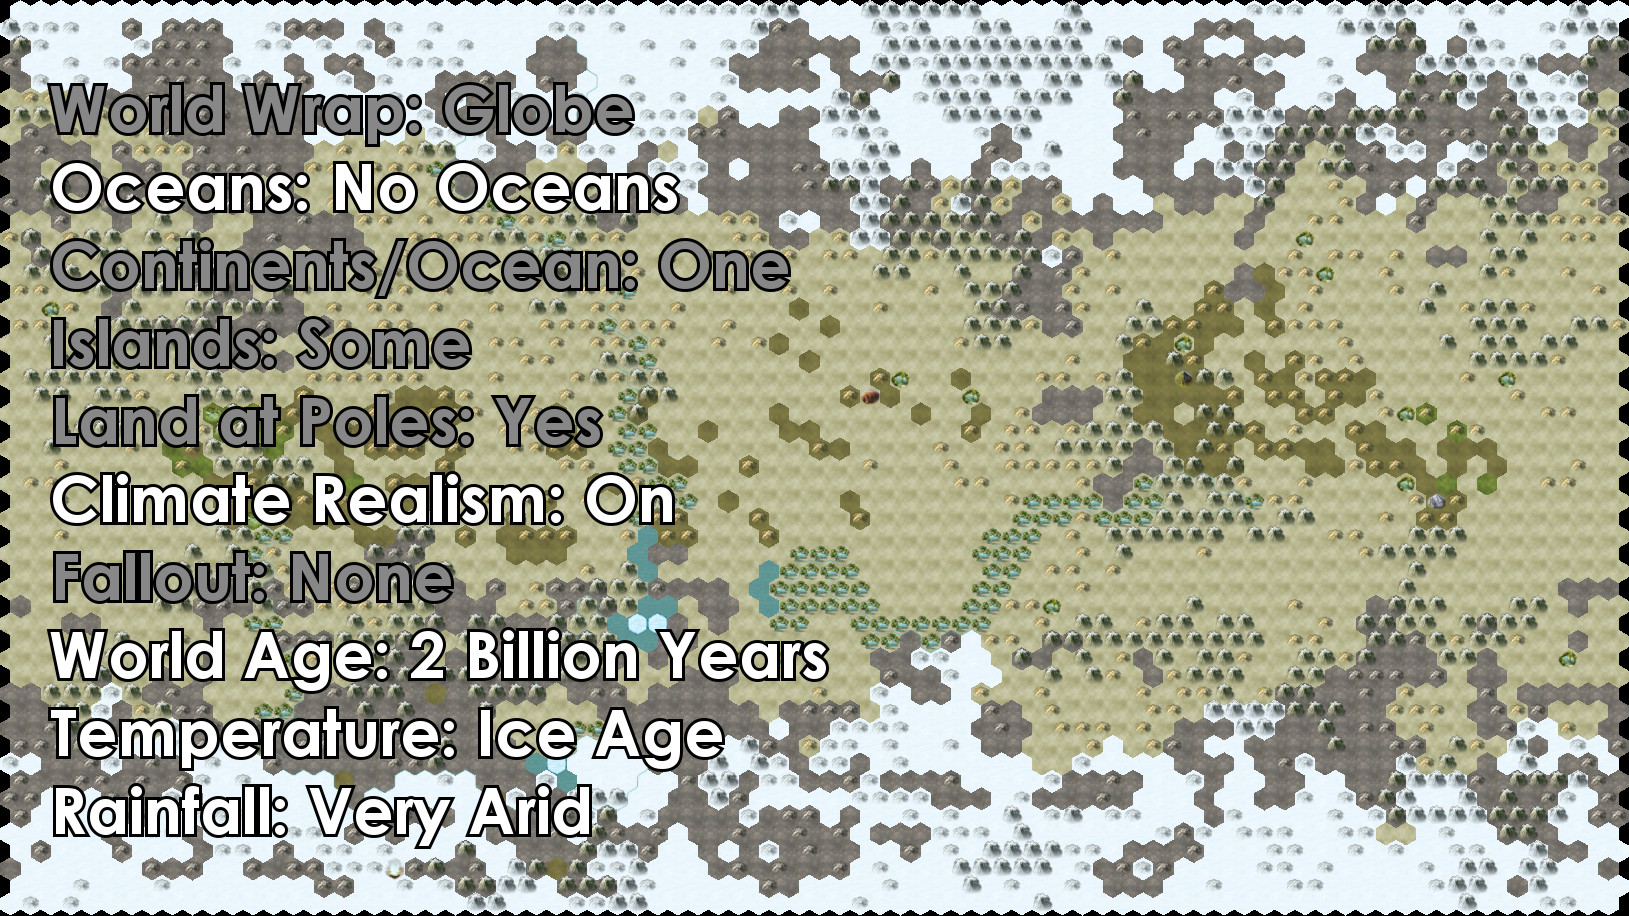 World Wrap: Globe
Oceans: No Oceans
Continents/Ocean: One
Islands: Some
Land at Poles: Yes
Climate Realism: On
Fallout: None
World Age: 2 Billion Years
Temperature: Ice Age
Rainfall: Very Arid